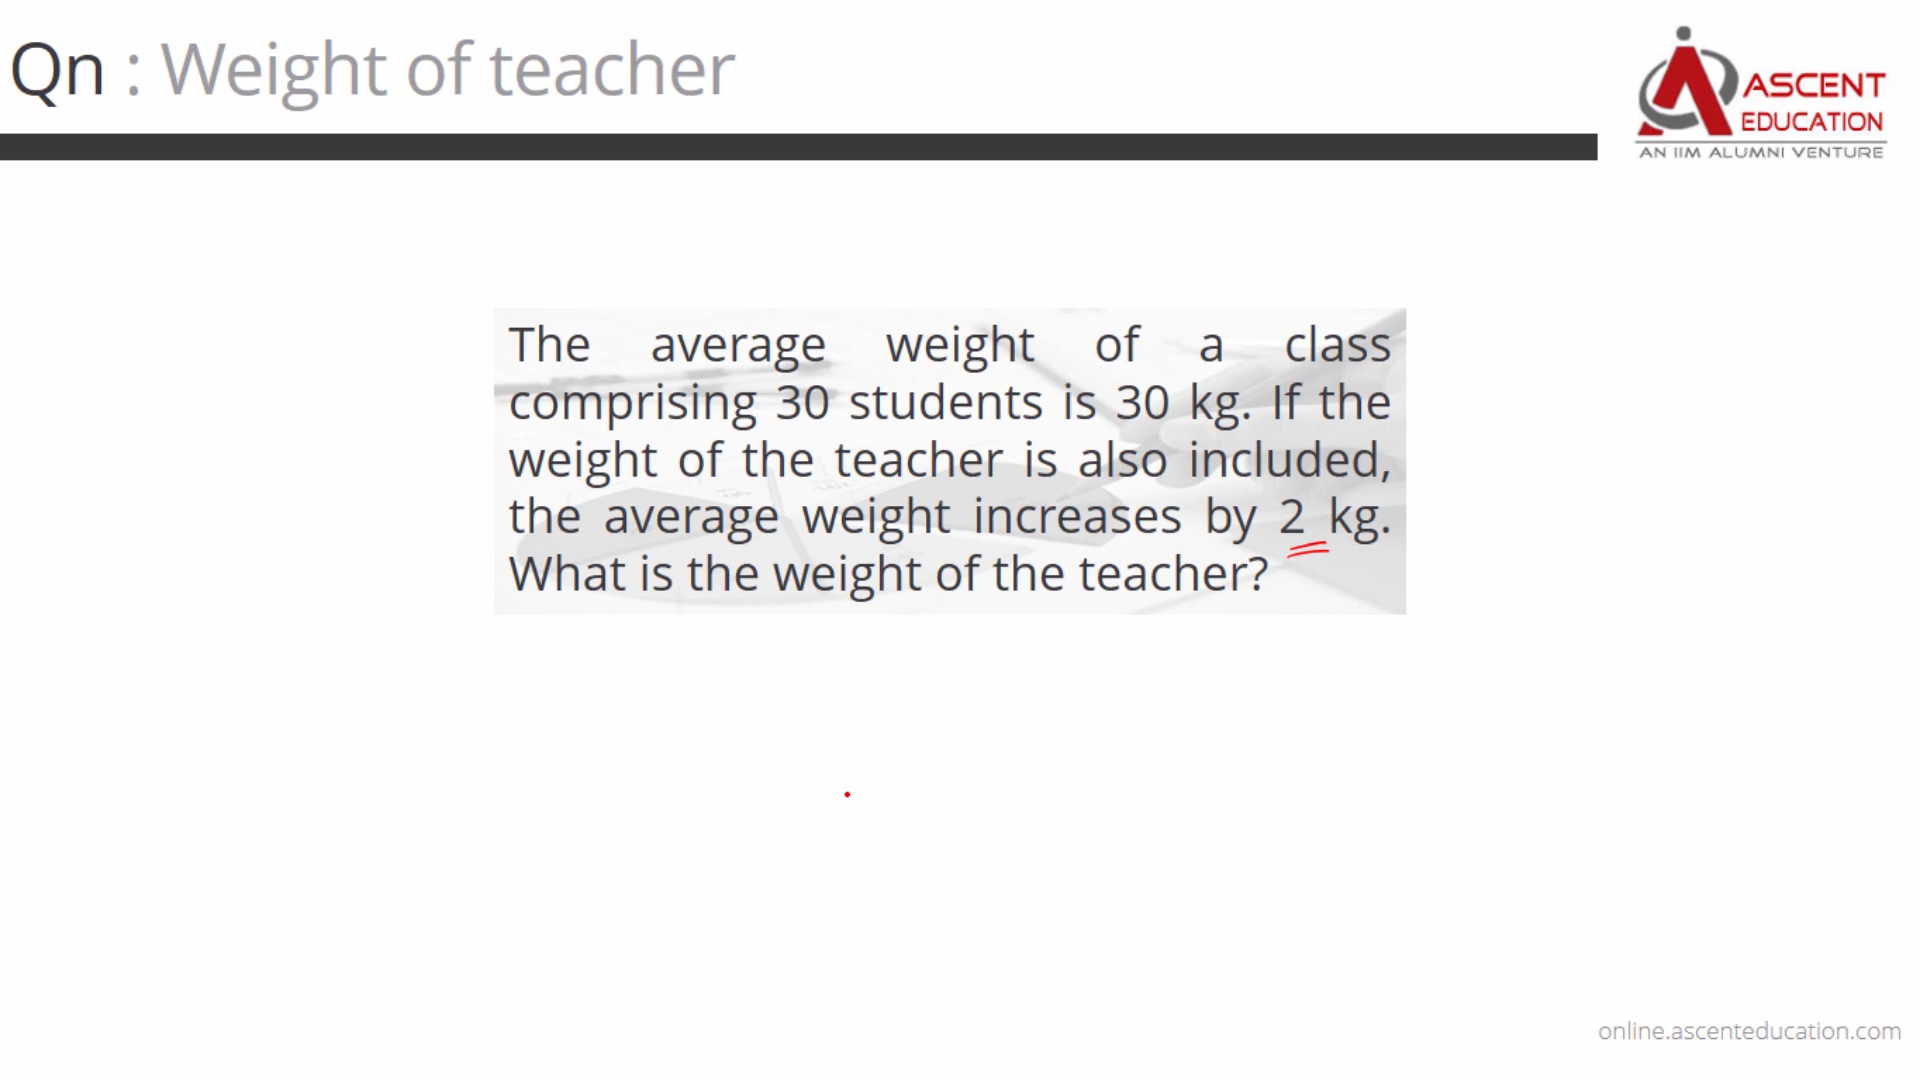 Qn : Weight of teacher
ASCENT
EDUCATION
AN IIM ALUMNI VENTURE
The average weight of a class
comprising 30 students is 30 kg. If the
weight of the teacher is also included,
the average weight increases by 2 kg.
What is the weight of the teacher?
online.ascenteducation.com